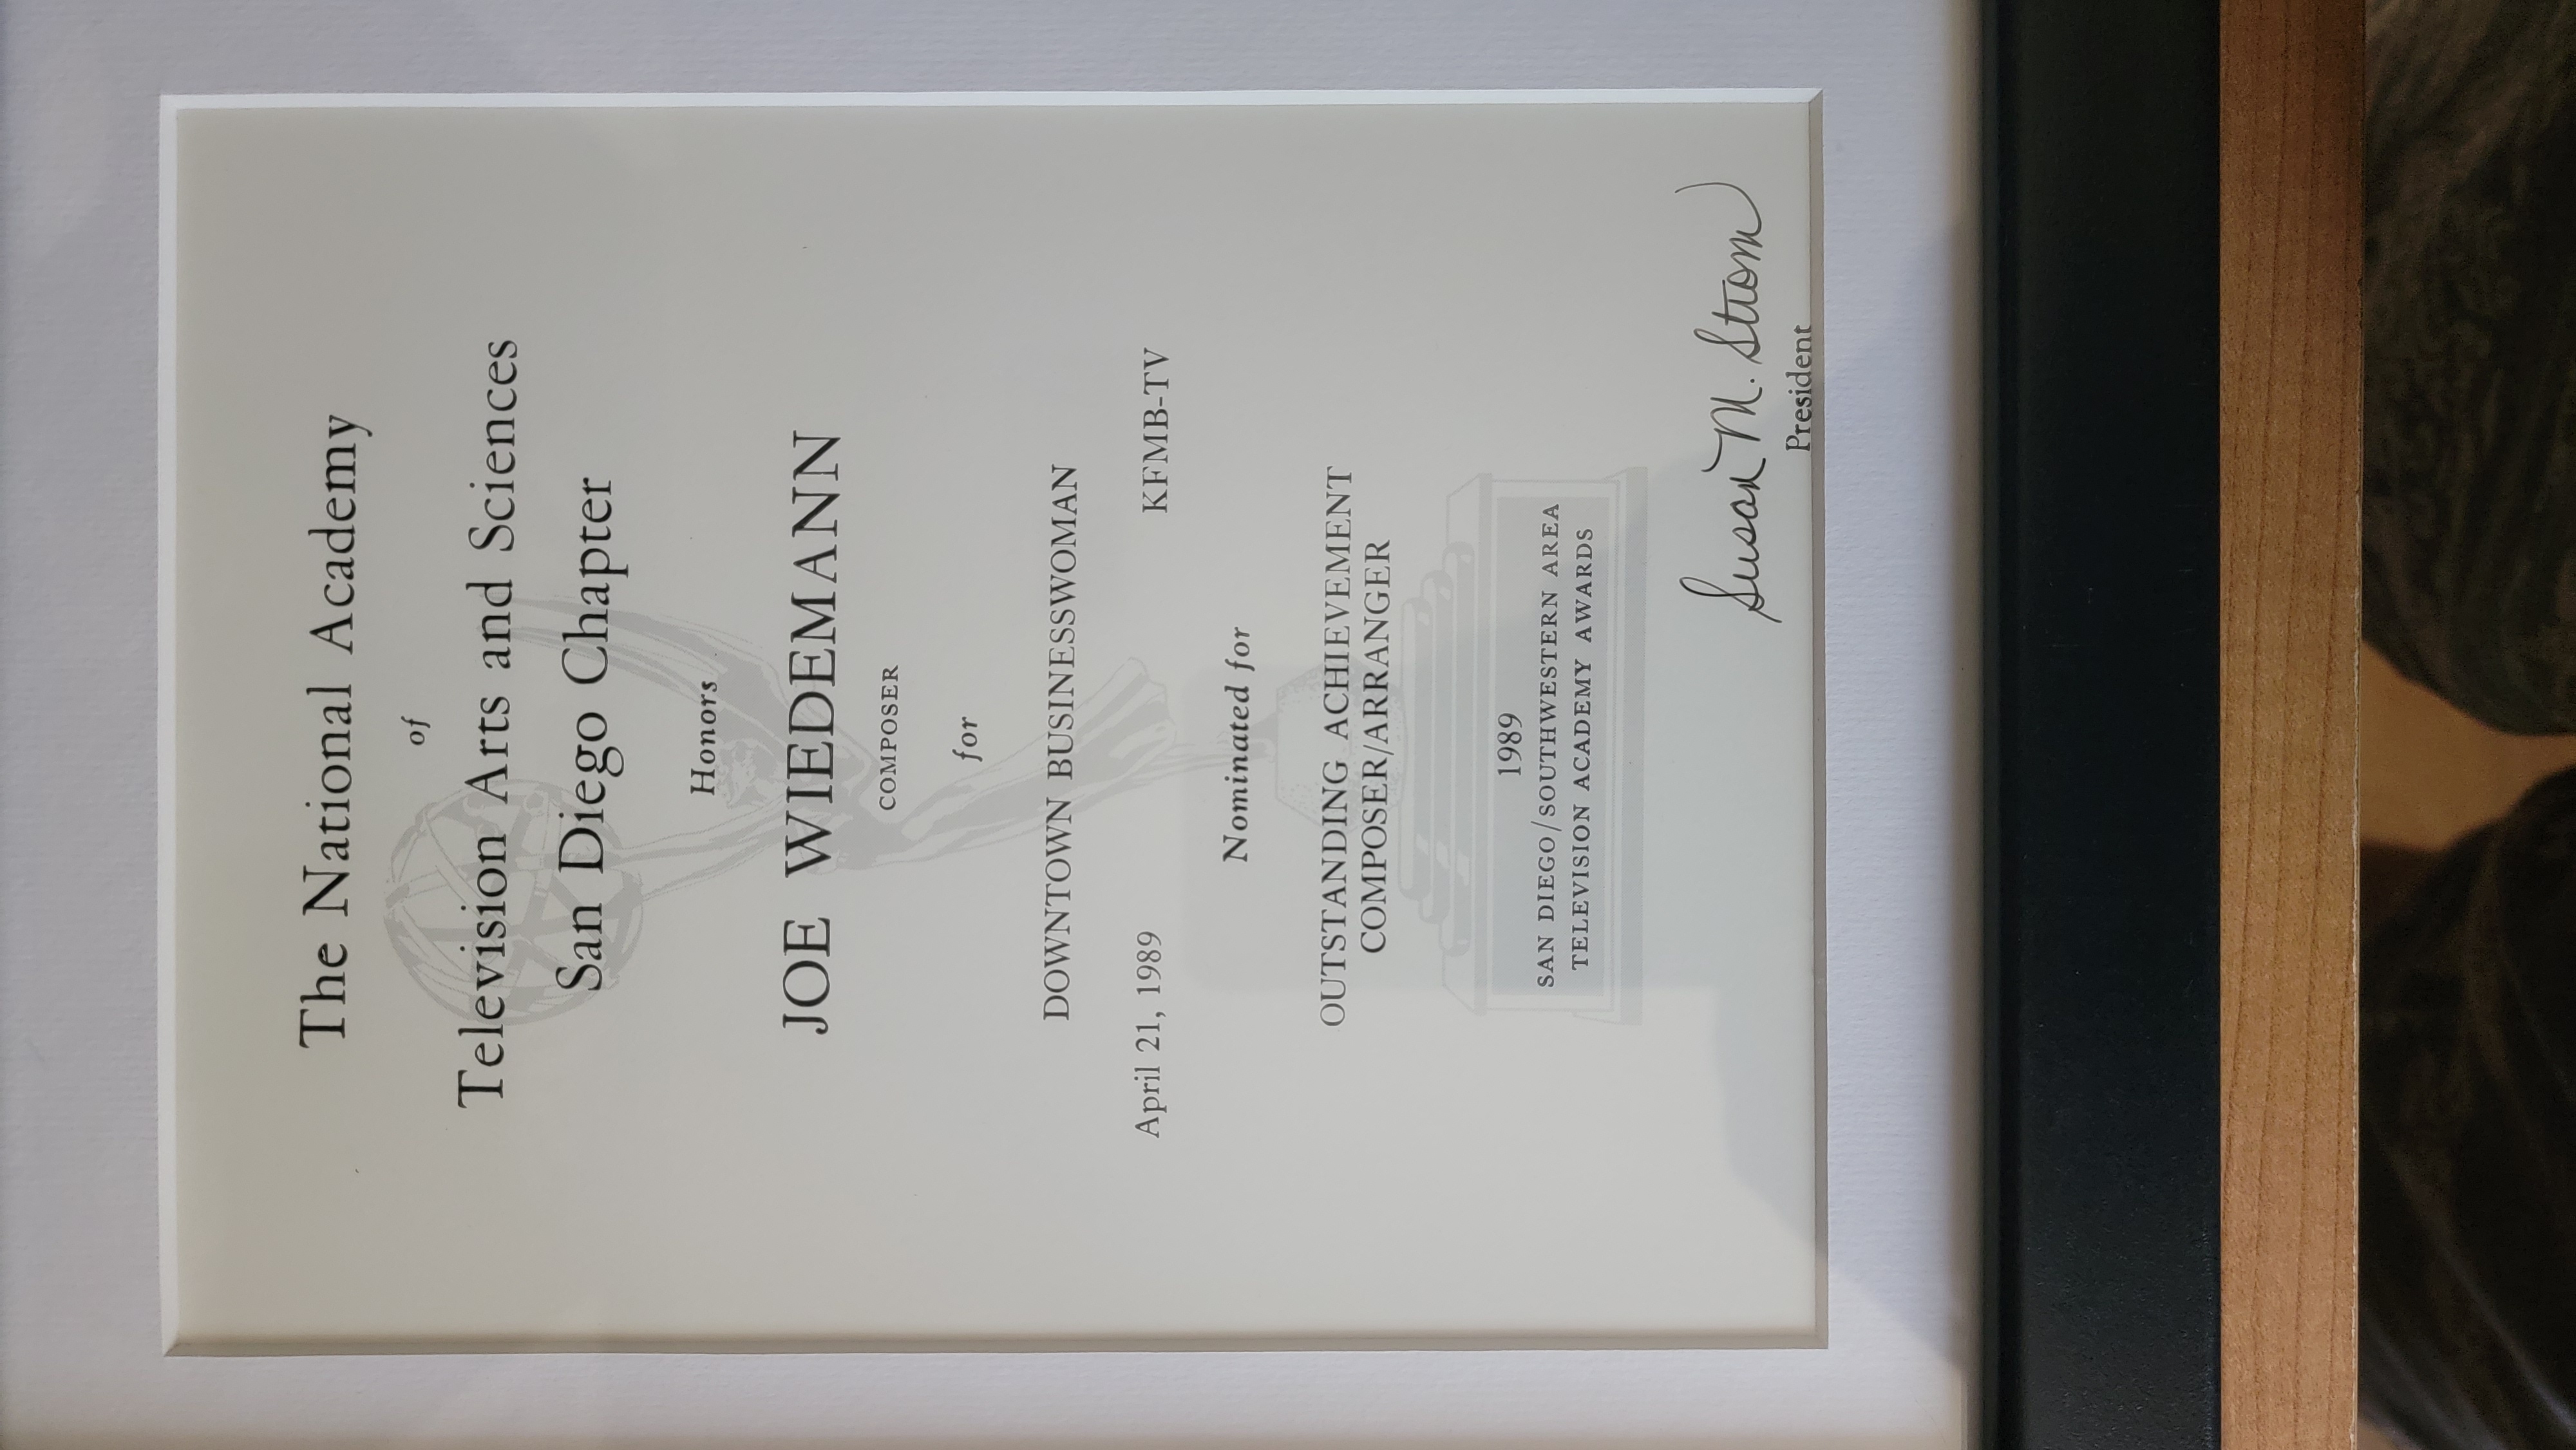 The National Academy
of
Television Arts and Sciences
San Diego Chapter
Honors
JOE WIEDEMANN
COMPOSER
for
DOWNTOWN BUSINESSWOMAN
April 21, 1989 KFMB-TV
Nominated for
OUTSTANDING ACHIEVEMENT
COMPOSER/ARRANGER
1989
SAN DIEGO/SOUTHWESTERN AREA
TELEVISION ACADEMY AWARDS
Susan M. Strom
President